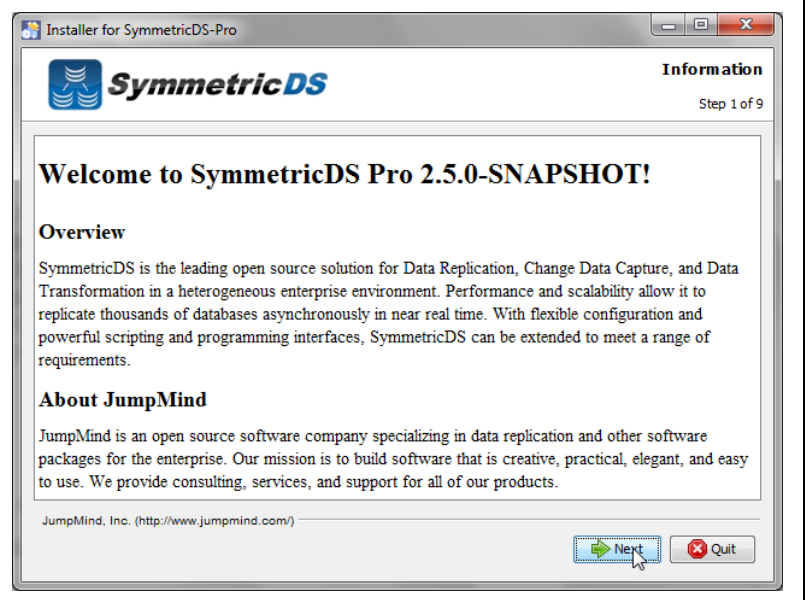 Installer for SymmetricDS-Pro
SymmetricDS
Information
Step 1 of 9
Welcome to SymmetricDS Pro 2.5.0-SNAPSHOT!
Overview
SymmetricDS is the leading open source solution for Data Replication, Change Data Capture, and Data
Transformation in a heterogeneous enterprise environment. Performance and scalability allow it to
replicate thousands of databases asynchronously in near real time. With flexible configuration and
powerful scripting and programming interfaces, SymmetricDS can be extended to meet a range of
requirements.
About JumpMind
JumpMind is an open source software company specializing in data replication and other software
packages for the enterprise. Our mission is to build software that is creative, practical, elegant, and easy
to use. We provide consulting, services, and support for all of our products.
JumpMind, Inc. (http://www.jumpmind.com/)
Next
Quit